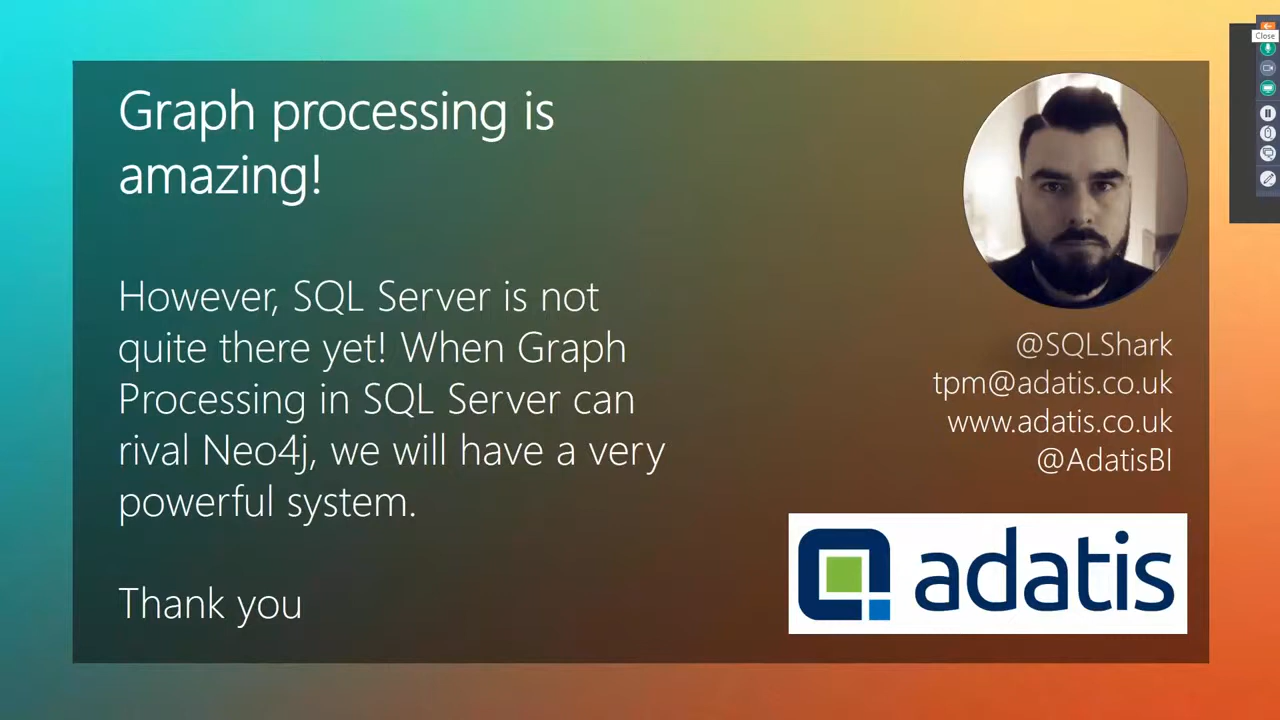 Graph processing is
amazing!
However, SQL Server is not
quite there yet! When Graph
Processing in SQL Server can
rival Neo4j, we will have a very
powerful system.
Thank you
@SQLShark
tpm@adatis.co.uk
www.adatis.co.uk
@AdatisBI
adatis
Close